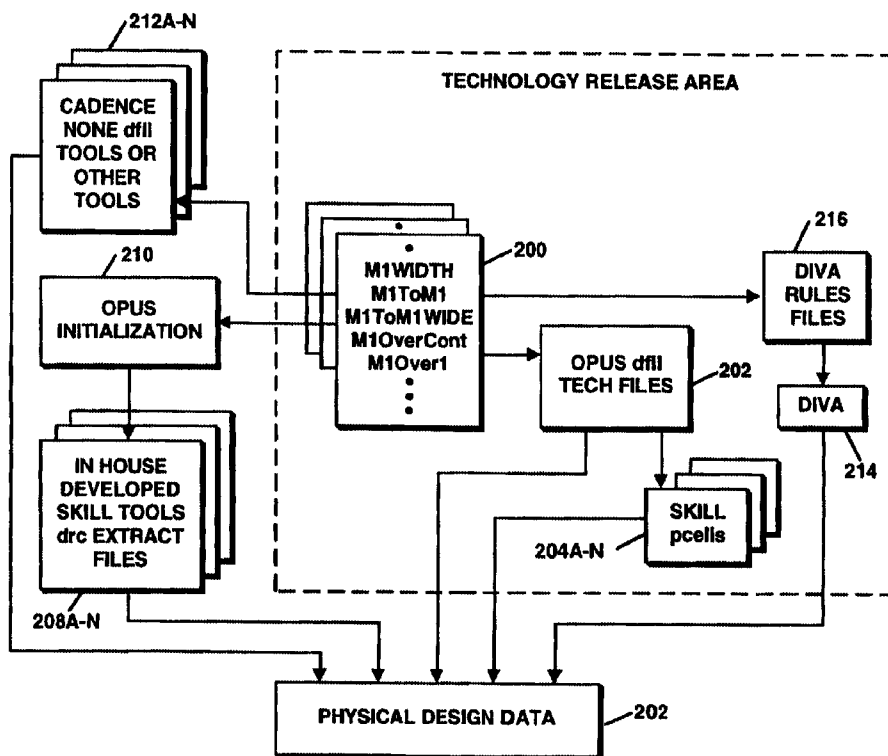 212A-N
CADENCE
NONE dfII
TOOLS OR
OTHER
TOOLS
TECHNOLOGY RELEASE AREA
210
OPUS
INITIALIZATION
200
M1WIDTH
M1ToM1
M1ToM1WIDE
M1OverCont
M1Over1
216
DIVA
RULES
FILES
OPUS dfII
TECH FILES
202
DIVA
214
IN HOUSE
DEVELOPED
SKILL TOOLS
drc EXTRACT
FILES
208A-N
SKILL
pcells
204A-N
PHYSICAL DESIGN DATA
202